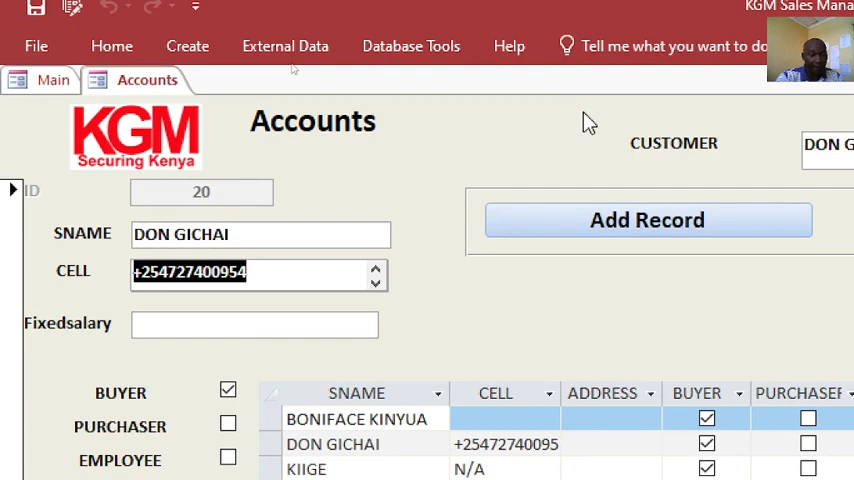 KGM Sales Mana
File Home Create External Data Database Tools Help Tell me what you want to do
Main Accounts
KGM
Securing Kenya
Accounts
CUSTOMER DON G
ID 20
Add Record
SNAME DON GICHAI
CELL +254727400954
Fixedsalary
BUYER
PURCHASER
EMPLOYEE
SNAME CELL ADDRESS BUYER PURCHASER
BONIFACE KINYUA
DON GICHAI +25472740095
KIIGE N/A